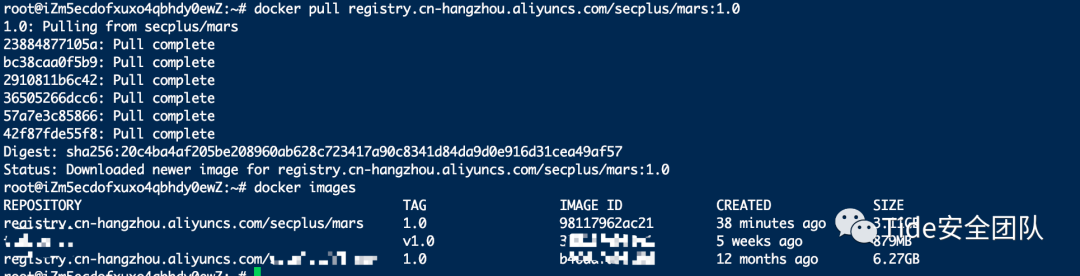 root@iZm5ecdofxuxo4qbhdy0ewZ:~# docker pull registry.cn-hangzhou.aliyuncs.com/secplus/mars:1.0
1.0: Pulling from secplus/mars
23884877105a: Pull complete
bc38caa0f5b9: Pull complete
2910811b6c42: Pull complete
36505266dcc6: Pull complete
57a7e3c85866: Pull complete
42f87fde55f8: Pull complete
Digest: sha256:20c4ba4af205be208960ab628c723417a90c8341d84da9d0e916d31cea49af57
Status: Downloaded newer image for registry.cn-hangzhou.aliyuncs.com/secplus/mars:1.0
root@iZm5ecdofxuxo4qbhdy0ewZ:~# docker images
REPOSITORY TAG IMAGE ID CREATED SIZE
registry.cn-hangzhou.aliyuncs.com/secplus/mars 1.0 98117962ac21 38 minutes ago
v1.0 5 weeks ago 879MB
registry.cn-hangzhou.aliyuncs.com/ 1.0 12 months ago 6.27GB
root@iZm5ecdofxuxo4qbhdy0ewZ:~#
Tide安全团队